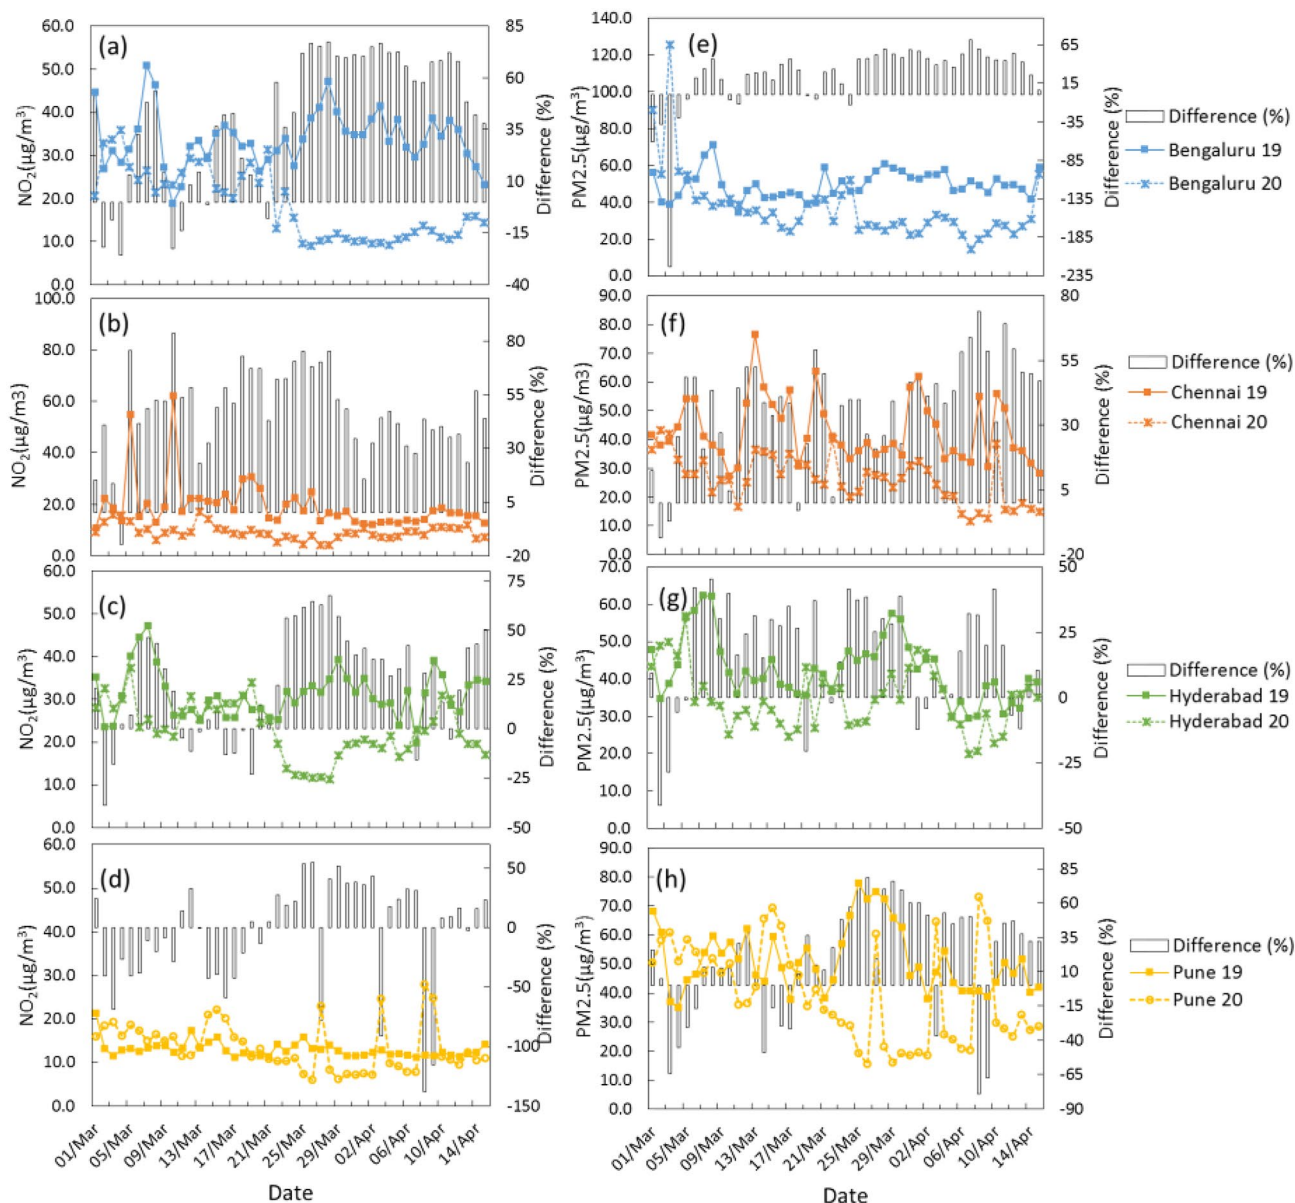 (a)
NO2(µg/m³)
60.0
50.0
40.0
30.0
20.0
10.0
0.0
85
60
35
10
-15
-40
Difference (%)
(e)
PM2.5(µg/m³)
140.0
120.0
100.0
80.0
60.0
40.0
20.0
0.0
65
15
-35
-85
-135
-185
-235
Difference (%)
Difference (%)
Bengaluru 19
Bengaluru 20
(b)
NO2(µg/m3)
100.0
80.0
60.0
40.0
20.0
0.0
80
55
30
5
-20
Difference (%)
(f)
PM2.5(µg/m3)
90.0
80.0
70.0
60.0
50.0
40.0
30.0
20.0
10.0
0.0
80
55
30
5
-20
Difference (%)
Difference (%)
Chennai 19
Chennai 20
(c)
NO2(µg/m³)
60.0
50.0
40.0
30.0
20.0
10.0
0.0
75
50
25
0
-25
-50
Difference (%)
(g)
PM2.5(µg/m³)
70.0
60.0
50.0
40.0
30.0
20.0
10.0
0.0
50
25
0
-25
-50
Difference (%)
Difference (%)
Hyderabad 19
Hyderabad 20
(d)
NO2(µg/m³)
60.0
50.0
40.0
30.0
20.0
10.0
0.0
50
0
-50
-100
-150
Difference (%)
(h)
PM2.5(µg/m³)
90.0
80.0
70.0
60.0
50.0
40.0
30.0
20.0
10.0
0.0
85
60
35
10
-15
-40
-65
-90
Difference (%)
Difference (%)
Pune 19
Pune 20
01/Mar
05/Mar
09/Mar
13/Mar
17/Mar
21/Mar
25/Mar
29/Mar
02/Apr
06/Apr
10/Apr
14/Apr
Date
01/Mar
05/Mar
09/Mar
13/Mar
17/Mar
21/Mar
25/Mar
29/Mar
02/Apr
06/Apr
10/Apr
14/Apr
Date